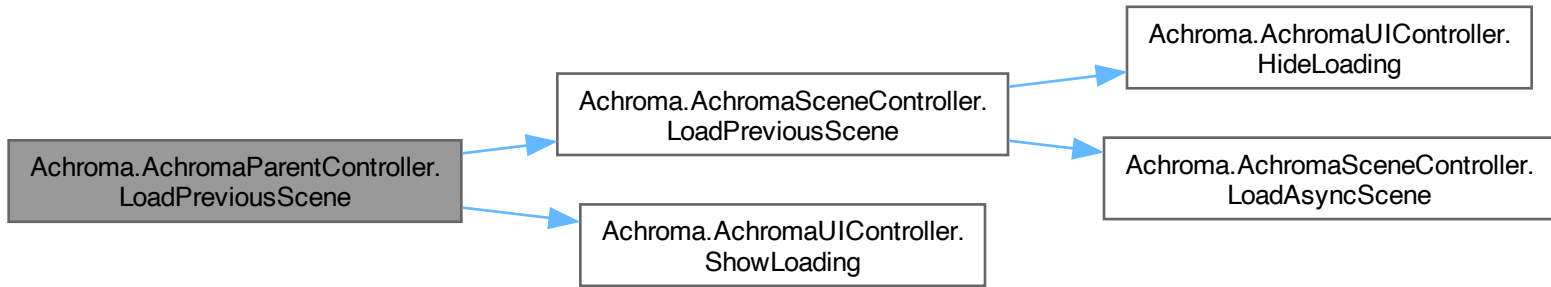 Achroma.AchromaParentController.
LoadPreviousScene
Achroma.AchromaSceneController.
LoadPreviousScene
Achroma.AchromaUIController.
HideLoading
Achroma.AchromaSceneController.
LoadAsyncScene
Achroma.AchromaUIController.
ShowLoading